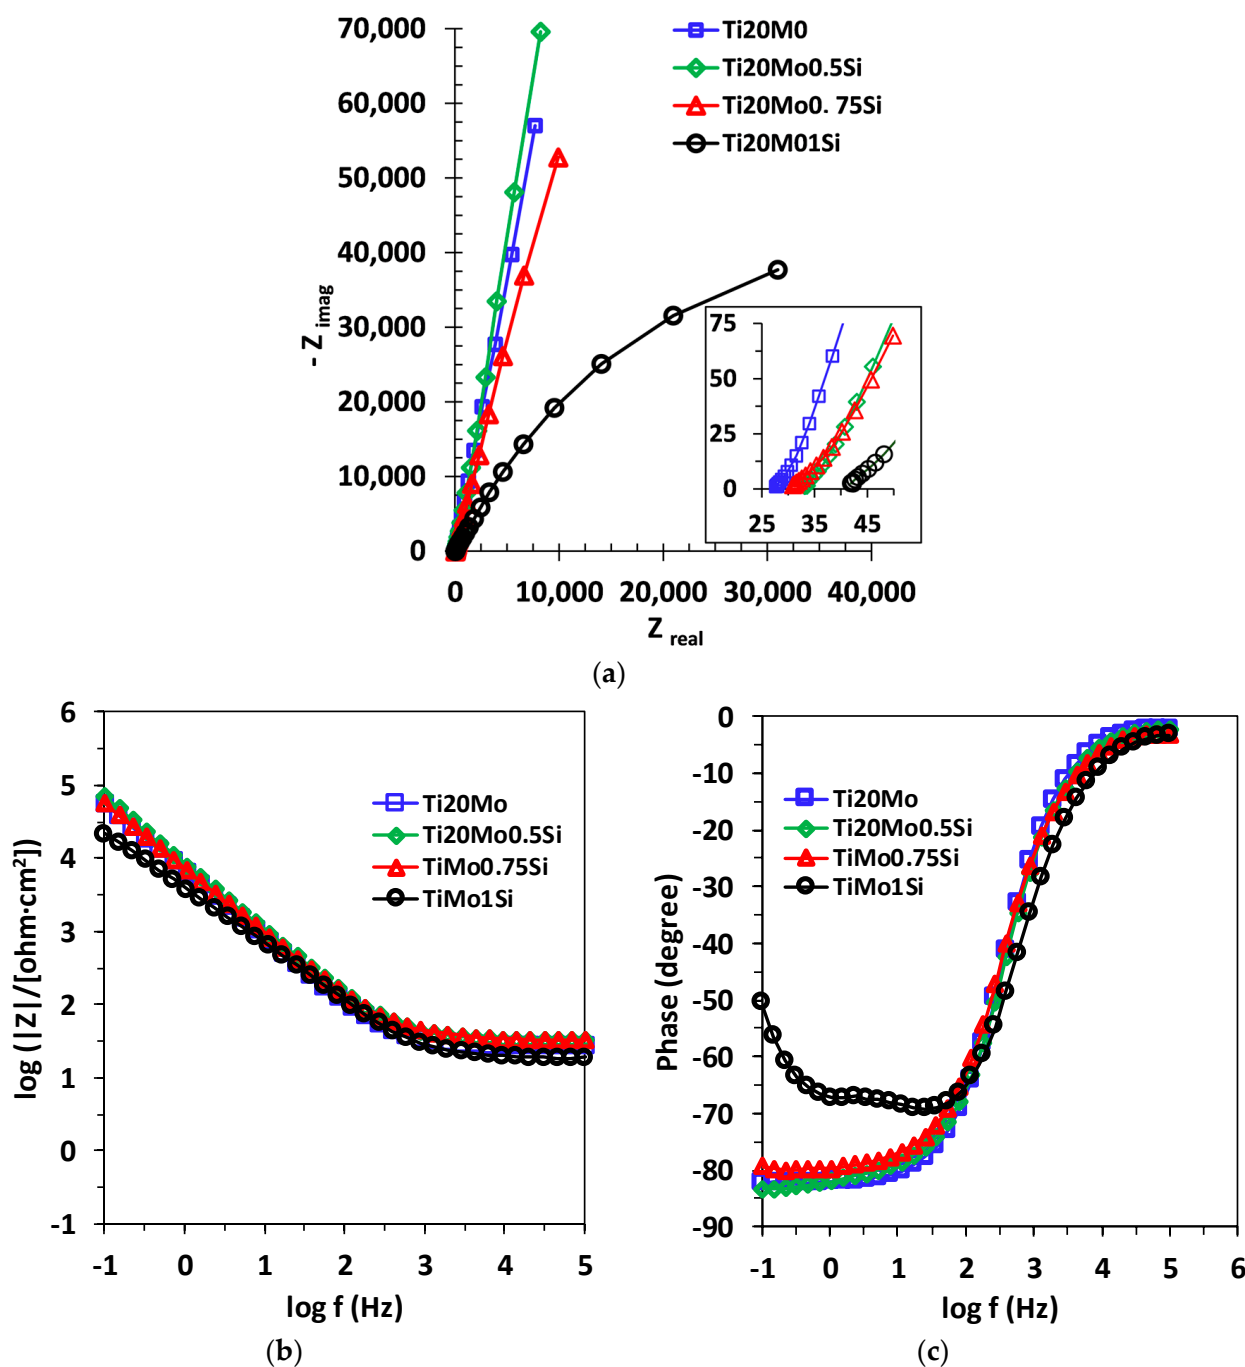 70,000
60,000
50,000
40,000
30,000
20,000
10,000
0
- Z imag
Ti20M0
Ti20Mo0.5Si
Ti20Mo0. 75Si
Ti20M01Si
75
50
25
0
25 35 45
0 10,000 20,000 30,000 40,000
Z real
(a)
6
5
4
3
2
1
0
-1
log (|Z|/[ohm·cm²])
Ti20Mo
Ti20Mo0.5Si
TiMo0.75Si
TiMo1Si
-1 0 1 2 3 4 5
log f (Hz)
(b)
0
-10
-20
-30
-40
-50
-60
-70
-80
-90
Phase (degree)
Ti20Mo
Ti20Mo0.5Si
TiMo0.75Si
TiMo1Si
-1 0 1 2 3 4 5 6
log f (Hz)
(c)